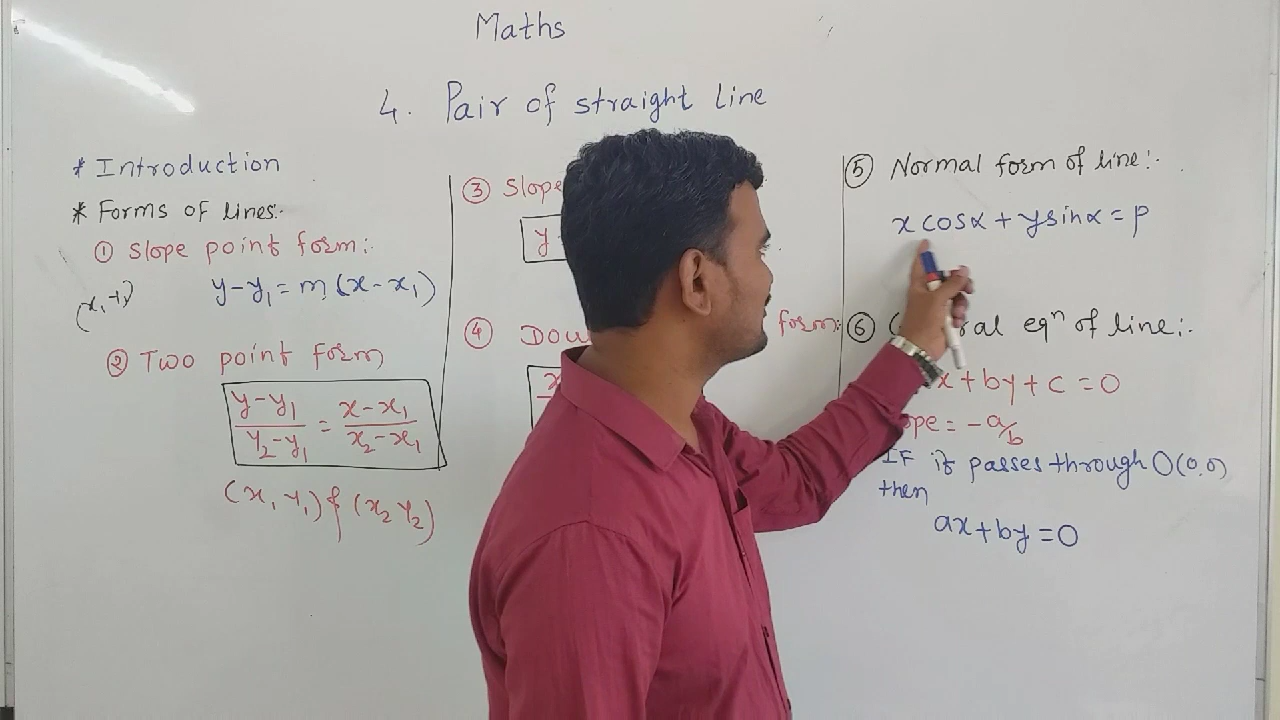 Maths
4. Pair of straight line
* Introduction
* Forms of lines:-
① slope point form:
(x, y) y-y₁ = m (x-x₁)
② Two point form
y-y₁/y₂-y₁ = x-x₁/x₂-x₁
(x₁ y₁) & (x₂ y₂)
③ Slope
y
④ Dou form:
x
⑤ Normal form of line:-
x cosα + y sinα = p
⑥ eqⁿ of line:-
x + by + c = 0
ope = -a/b
IF it passes through O(0,0)
then
ax + by = 0